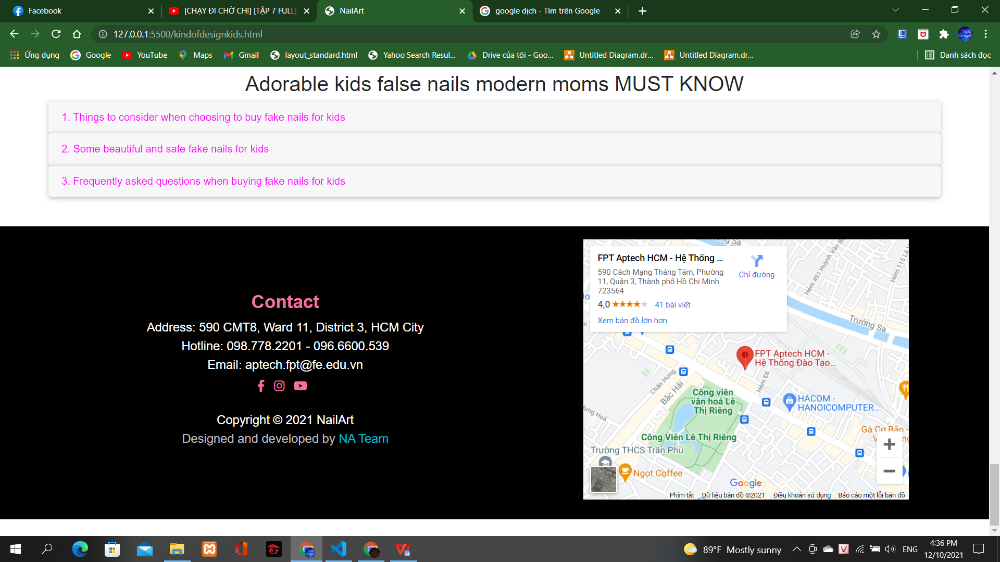 Facebook
[CHẠY ĐI CHỜ CHI] [TẬP 7 FULL]
NailArt
google dịch - Tìm trên Google
127.0.0.1:5500/kindofdesignkids.html
Ứng dụng
Google
YouTube
Maps
Gmail
layout_standard.html
Yahoo Search Resul...
Drive của tôi - Goo...
Untitled Diagram.dr...
Untitled Diagram.dr...
Danh sách đọc
Adorable kids false nails modern moms MUST KNOW
1. Things to consider when choosing to buy fake nails for kids
2. Some beautiful and safe fake nails for kids
3. Frequently asked questions when buying fake nails for kids
Contact
Address: 590 CMT8, Ward 11, District 3, HCM City
Hotline: 098.778.2201 - 096.6600.539
Email: aptech.fpt@fe.edu.vn
Copyright © 2021 NailArt
Designed and developed by NA Team
FPT Aptech HCM - Hệ Thống ...
590 Cách Mạng Tháng Tám, Phường
11, Quận 3, Thành phố Hồ Chí Minh
723564
4,0
41 bài viết
Xem bản đồ lớn hơn
Chỉ đường
Hẻm 491 Huỳnh Văn B
Hẻm 115 Lê V
Trường Sa
FPT Aptech HCM -
Hệ Thống Đào Tạo...
Hẻm E6
Chấn Hưng
Bắc Hải
Công viên
văn hoá Lê
Thị Riêng
HACOM -
HANOICOMPUTER...
ưng Hoá
Công Viên Lê Thị Riêng
Gà Cơ Bắp -
Trường THCS Trần Phú
Ngọt Coffee
Google
Phím tắt
Dữ liệu bản đồ ©2021
Điều khoản sử dụng
Báo cáo một lỗi bản đồ
89°F Mostly sunny
ENG
4:36 PM
12/10/2021